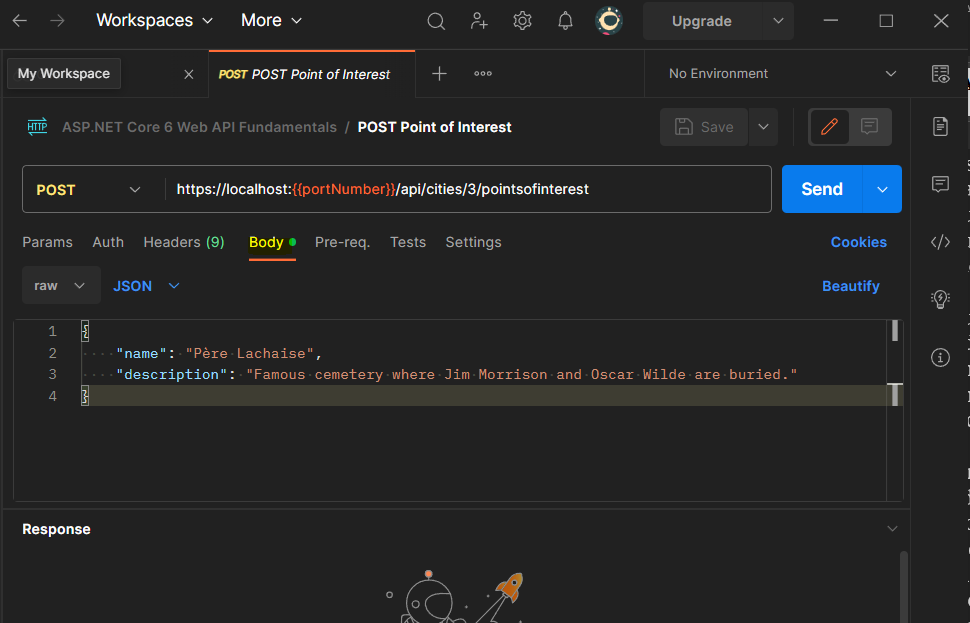 Workspaces More Upgrade
My Workspace POST POST Point of Interest No Environment
HTTP ASP.NET Core 6 Web API Fundamentals / POST Point of Interest Save
POST https://localhost:{{portNumber}}/api/cities/3/pointsofinterest Send
Params Auth Headers (9) Body Pre-req. Tests Settings Cookies
raw JSON Beautify
1 {
2 ····"name":·"Père·Lachaise",
3 ····"description":·"Famous·cemetery·where·Jim·Morrison·and·Oscar·Wilde·are·buried."
4 }
Response